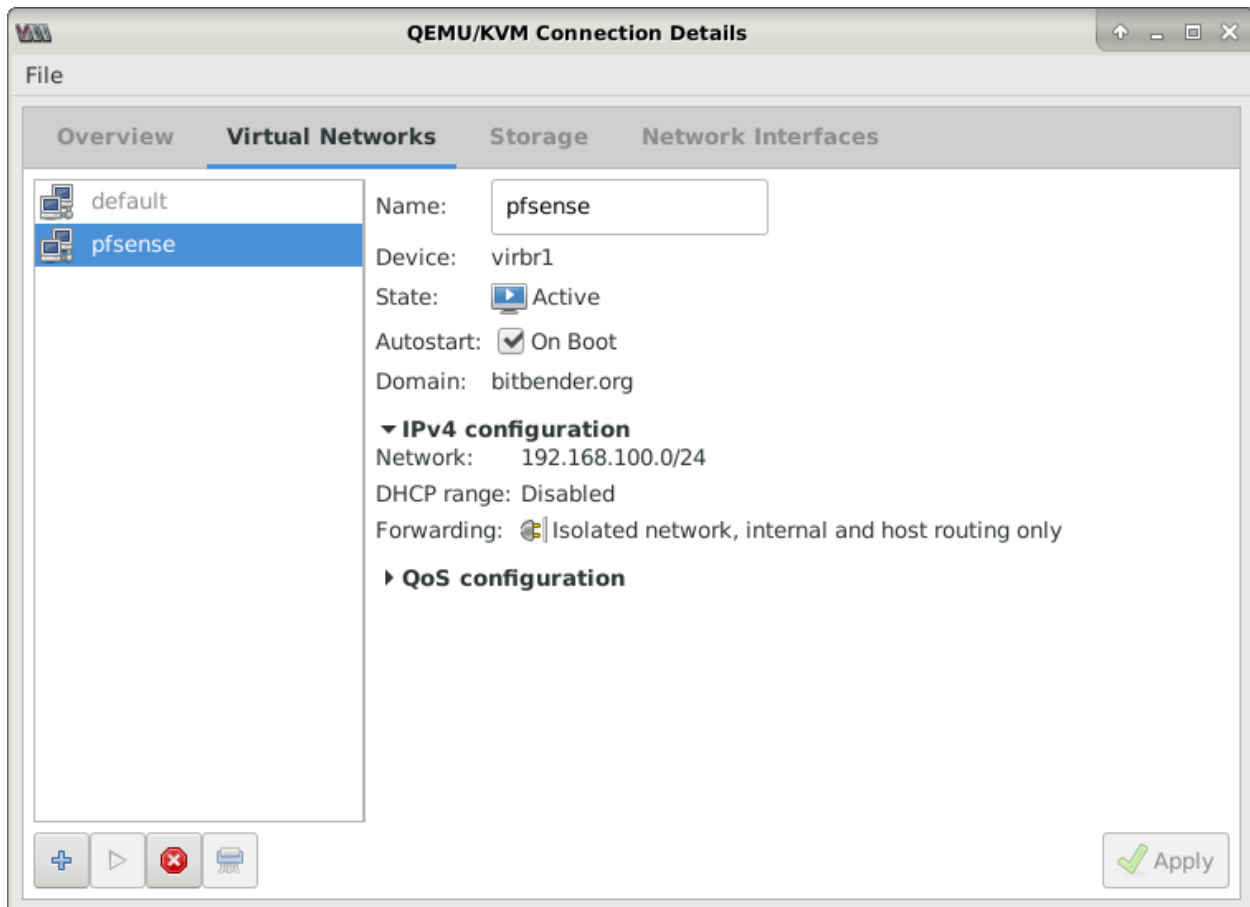 QEMU/KVM Connection Details
File
Overview Virtual Networks Storage Network Interfaces
default
pfsense
Name: pfsense
Device: virbr1
State: Active
Autostart: On Boot
Domain: bitbender.org
IPv4 configuration
Network: 192.168.100.0/24
DHCP range: Disabled
Forwarding: Isolated network, internal and host routing only
QoS configuration
Apply